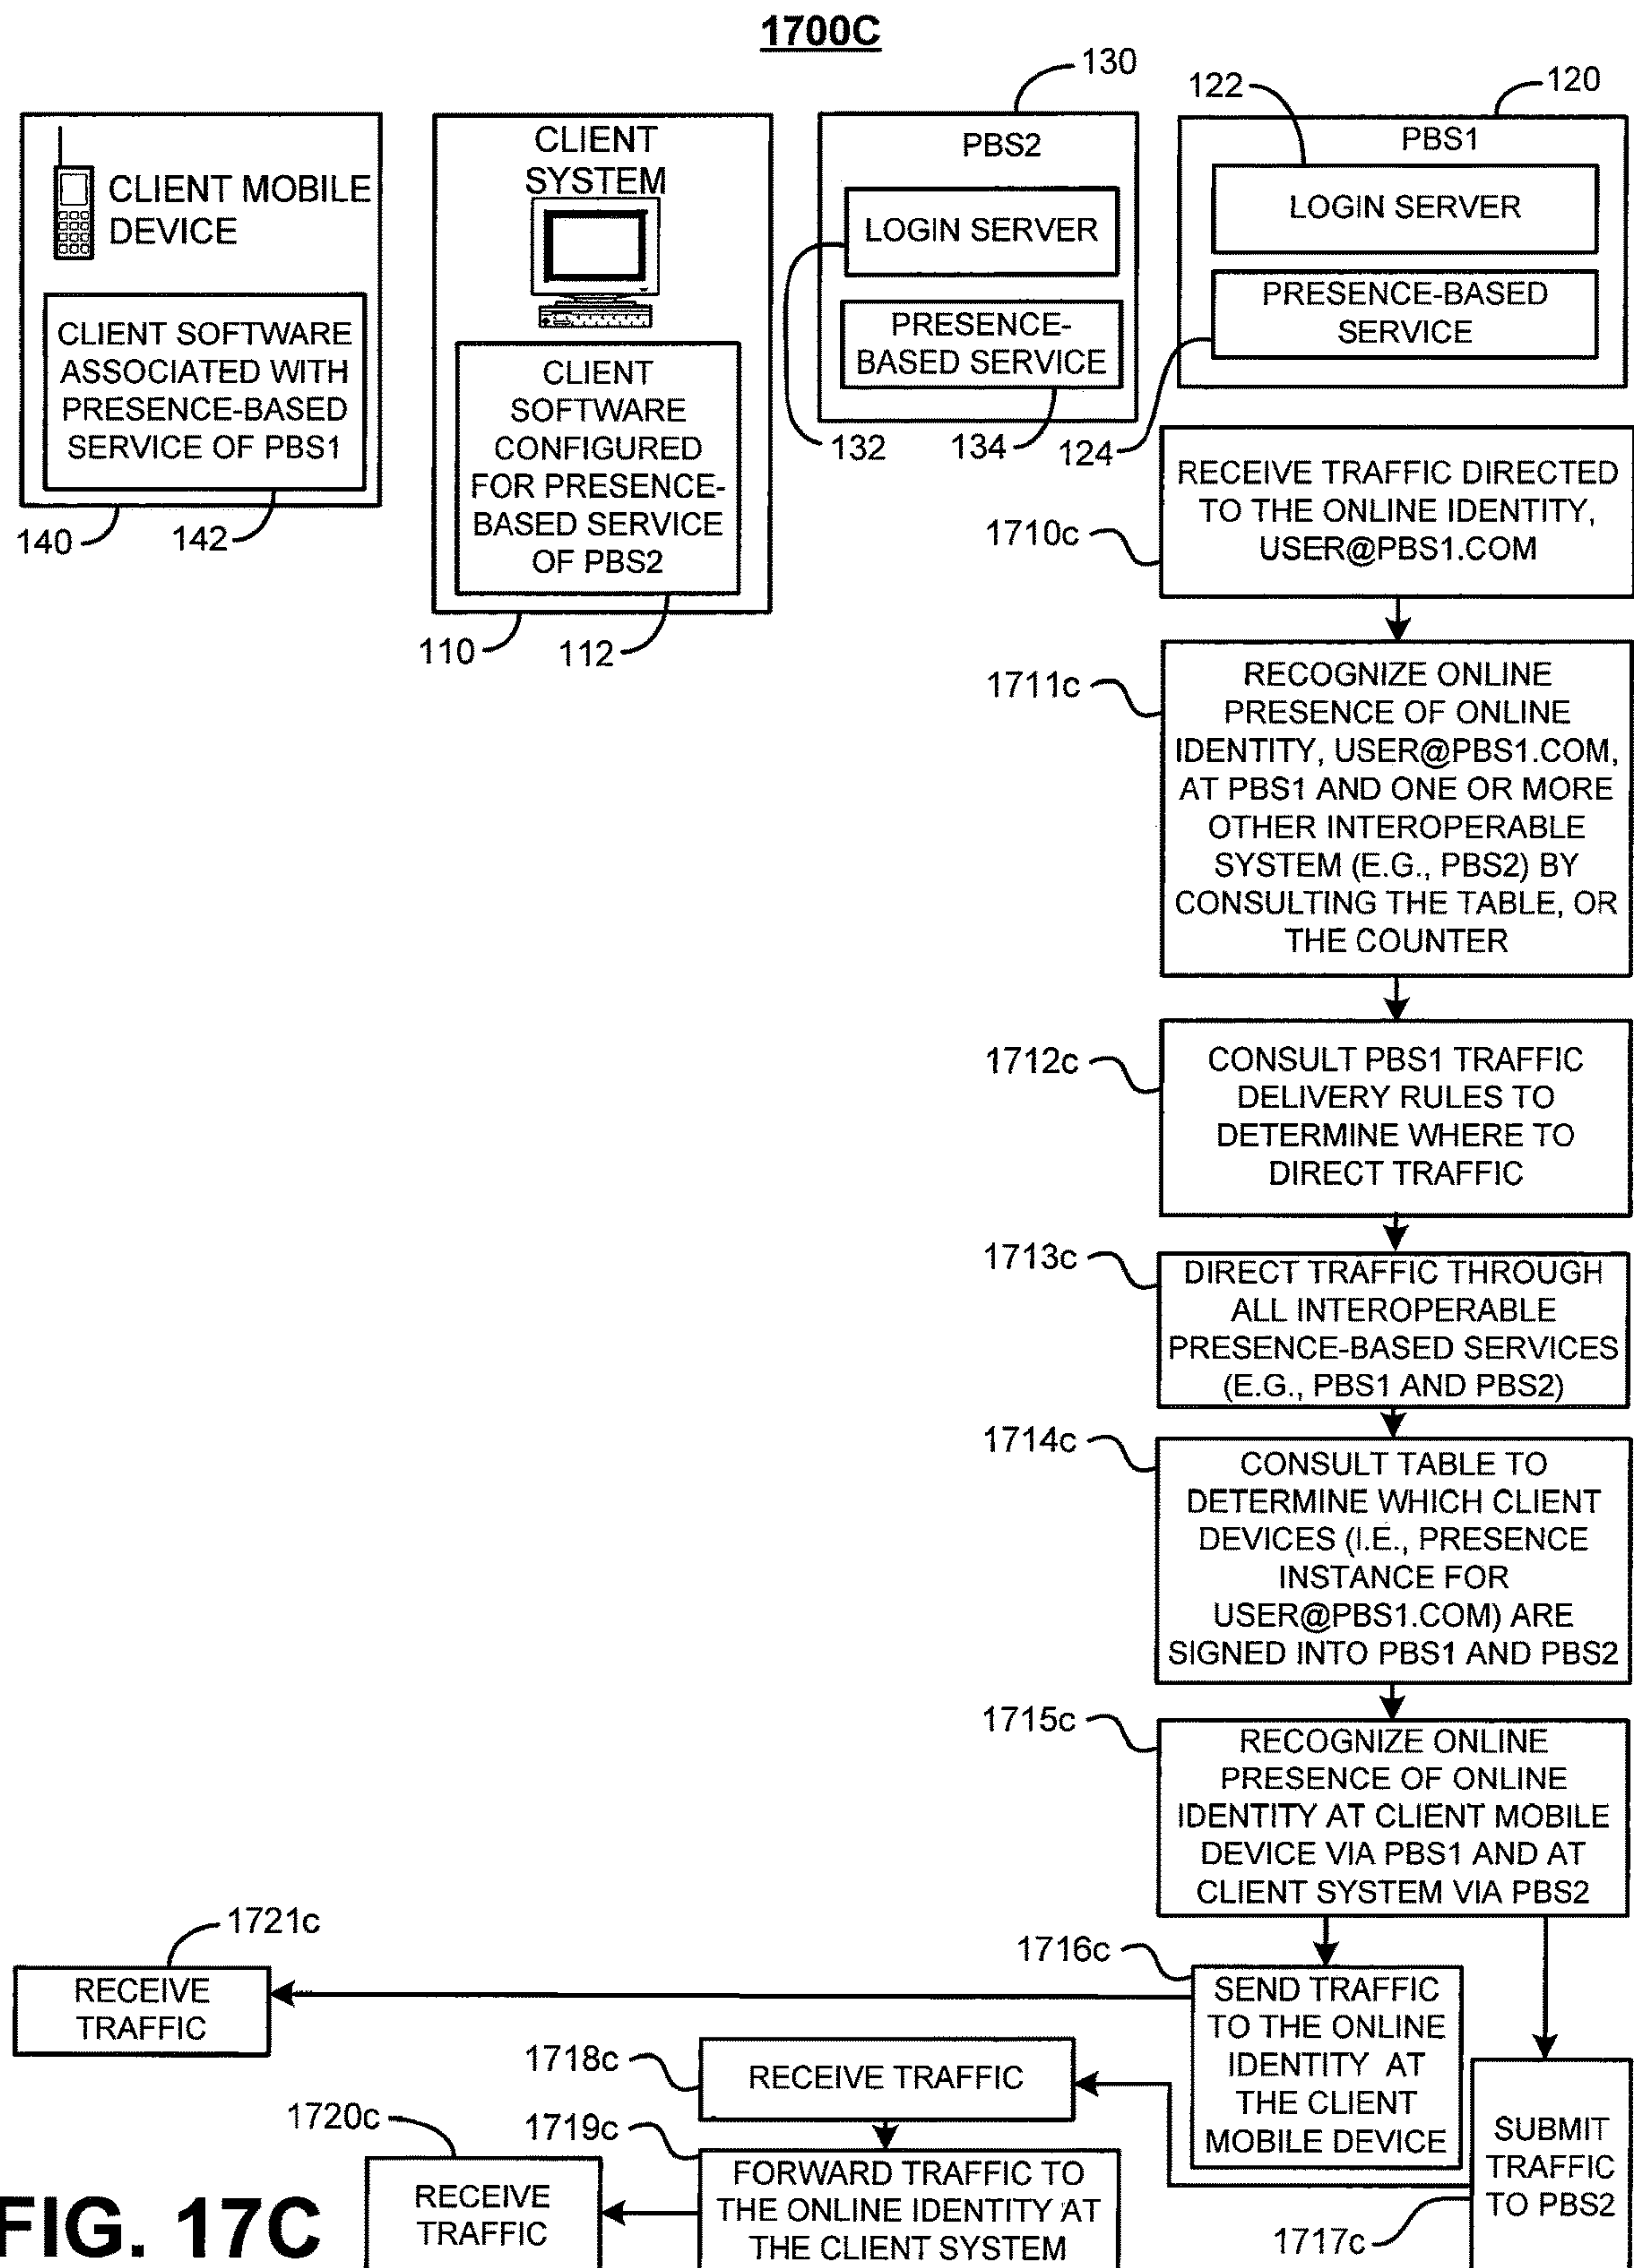 1700C
130
122
120
CLIENT MOBILE
DEVICE
CLIENT SOFTWARE
ASSOCIATED WITH
PRESENCE-BASED
SERVICE OF PBS1
140
142
CLIENT
SYSTEM
CLIENT
SOFTWARE
CONFIGURED
FOR PRESENCE-
BASED SERVICE
OF PBS2
110
112
PBS2
LOGIN SERVER
PRESENCE-
BASED SERVICE
132
134
PBS1
LOGIN SERVER
PRESENCE-BASED
SERVICE
124
1710c
RECEIVE TRAFFIC DIRECTED
TO THE ONLINE IDENTITY,
USER@PBS1.COM
1711c
RECOGNIZE ONLINE
PRESENCE OF ONLINE
IDENTITY, USER@PBS1.COM,
AT PBS1 AND ONE OR MORE
OTHER INTEROPERABLE
SYSTEM (E.G., PBS2) BY
CONSULTING THE TABLE, OR
THE COUNTER
1712c
CONSULT PBS1 TRAFFIC
DELIVERY RULES TO
DETERMINE WHERE TO
DIRECT TRAFFIC
1713c
DIRECT TRAFFIC THROUGH
ALL INTEROPERABLE
PRESENCE-BASED SERVICES
(E.G., PBS1 AND PBS2)
1714c
CONSULT TABLE TO
DETERMINE WHICH CLIENT
DEVICES (I.E., PRESENCE
INSTANCE FOR
USER@PBS1.COM) ARE
SIGNED INTO PBS1 AND PBS2
1715c
RECOGNIZE ONLINE
PRESENCE OF ONLINE
IDENTITY AT CLIENT MOBILE
DEVICE VIA PBS1 AND AT
CLIENT SYSTEM VIA PBS2
1716c
SEND TRAFFIC
TO THE ONLINE
IDENTITY AT
THE CLIENT
MOBILE DEVICE
1721c
RECEIVE
TRAFFIC
SUBMIT
TRAFFIC
TO PBS2
1717c
1718c
RECEIVE TRAFFIC
1719c
FORWARD TRAFFIC TO
THE ONLINE IDENTITY AT
THE CLIENT SYSTEM
1720c
RECEIVE
TRAFFIC
FIG. 17C